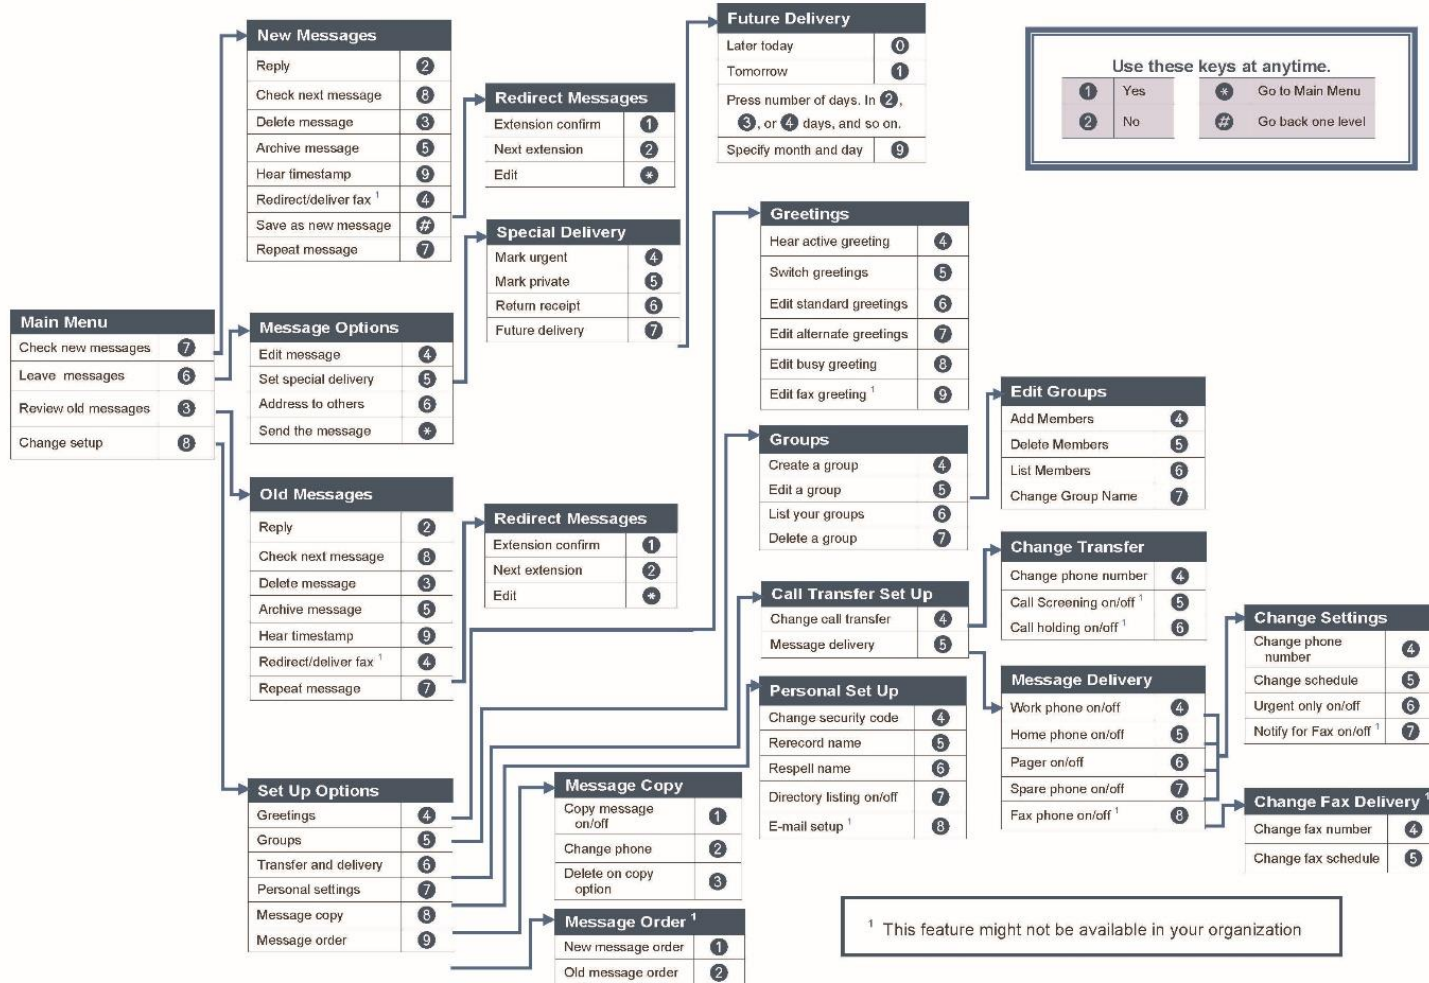 Main Menu
Check new messages 7
Leave messages 6
Review old messages 3
Change setup 8
New Messages
Reply 2
Check next message 8
Delete message 3
Archive message 5
Hear timestamp 9
Redirect/deliver fax ¹ 4
Save as new message #
Repeat message 7
Message Options
Edit message 4
Set special delivery 5
Address to others 6
Send the message *
Old Messages
Reply 2
Check next message 8
Delete message 3
Archive message 5
Hear timestamp 9
Redirect/deliver fax ¹ 4
Repeat message 7
Set Up Options
Greetings 4
Groups 5
Transfer and delivery 6
Personal settings 7
Message copy 8
Message order 9
Redirect Messages
Extension confirm 1
Next extension 2
Edit *
Special Delivery
Mark urgent 4
Mark private 5
Return receipt 6
Future delivery 7
Redirect Messages
Extension confirm 1
Next extension 2
Edit *
Message Copy
Copy message
on/off 1
Change phone 2
Delete on copy
option 3
Message Order ¹
New message order 1
Old message order 2
Future Delivery
Later today 0
Tomorrow 1
Press number of days. In 2,
3, or 4 days, and so on.
Specify month and day 9
Greetings
Hear active greeting 4
Switch greetings 5
Edit standard greetings 6
Edit alternate greetings 7
Edit busy greeting 8
Edit fax greeting ¹ 9
Groups
Create a group 4
Edit a group 5
List your groups 6
Delete a group 7
Call Transfer Set Up
Change call transfer 4
Message delivery 5
Personal Set Up
Change security code 4
Rerecord name 5
Respell name 6
Directory listing on/off 7
E-mail setup ¹ 8
Edit Groups
Add Members 4
Delete Members 5
List Members 6
Change Group Name 7
Change Transfer
Change phone number 4
Call Screening on/off ¹ 5
Call holding on/off ¹ 6
Message Delivery
Work phone on/off 4
Home phone on/off 5
Pager on/off 6
Spare phone on/off 7
Fax phone on/off ¹ 8
Change Settings
Change phone
number 4
Change schedule 5
Urgent only on/off 6
Notify for Fax on/off ¹ 7
Change Fax Delivery ¹
Change fax number 4
Change fax schedule 5
Use these keys at anytime.
1 Yes * Go to Main Menu
2 No # Go back one level
¹ This feature might not be available in your organization